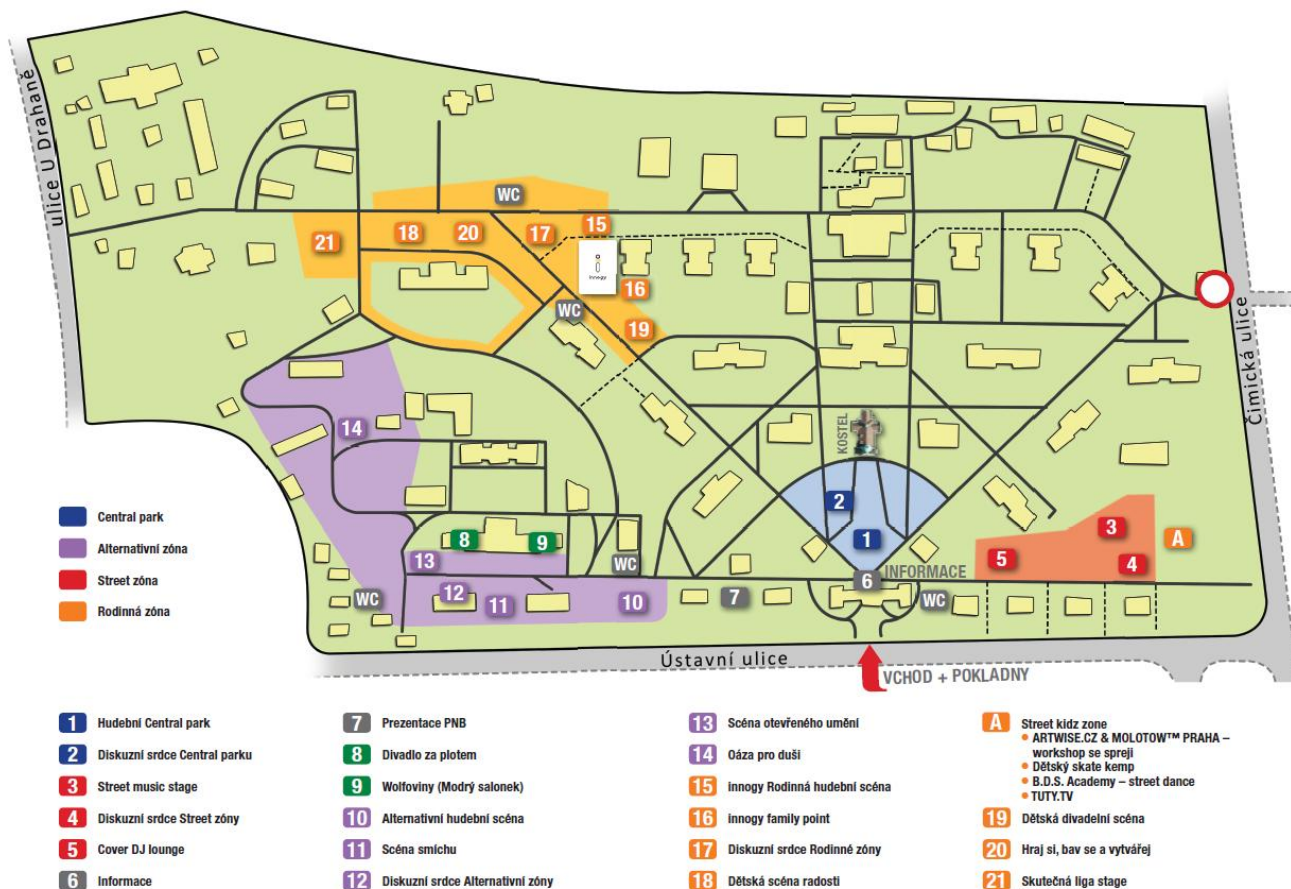 ulice U Drahaně
WC
21
18
20
17
15
innogy
16
WC
19
Čimická ulice
14
KOSTEL
2
1
3
A
5
4
8
9
13
WC
6
INFORMACE
WC
12
11
10
7
WC
Ústavní ulice
VCHOD + POKLADNY
Central park
Alternativní zóna
Street zóna
Rodinná zóna
1 Hudební Central park
2 Diskuzní srdce Central parku
3 Street music stage
4 Diskuzní srdce Street zóny
5 Cover DJ lounge
6 Informace
7 Prezentace PNB
8 Divadlo za plotem
9 Wolfoviny (Modrý salonek)
10 Alternativní hudební scéna
11 Scéna smíchu
12 Diskuzní srdce Alternativní zóny
13 Scéna otevřeného umění
14 Oáza pro duši
15 innogy Rodinná hudební scéna
16 innogy family point
17 Diskuzní srdce Rodinné zóny
18 Dětská scéna radosti
A Street kidz zone
• ARTWISE.CZ & MOLOTOW™ PRAHA –
workshop se spreji
• Dětský skate kemp
• B.D.S. Academy – street dance
• TUTY.TV
19 Dětská divadelní scéna
20 Hraj si, bav se a vytvářej
21 Skutečná liga stage